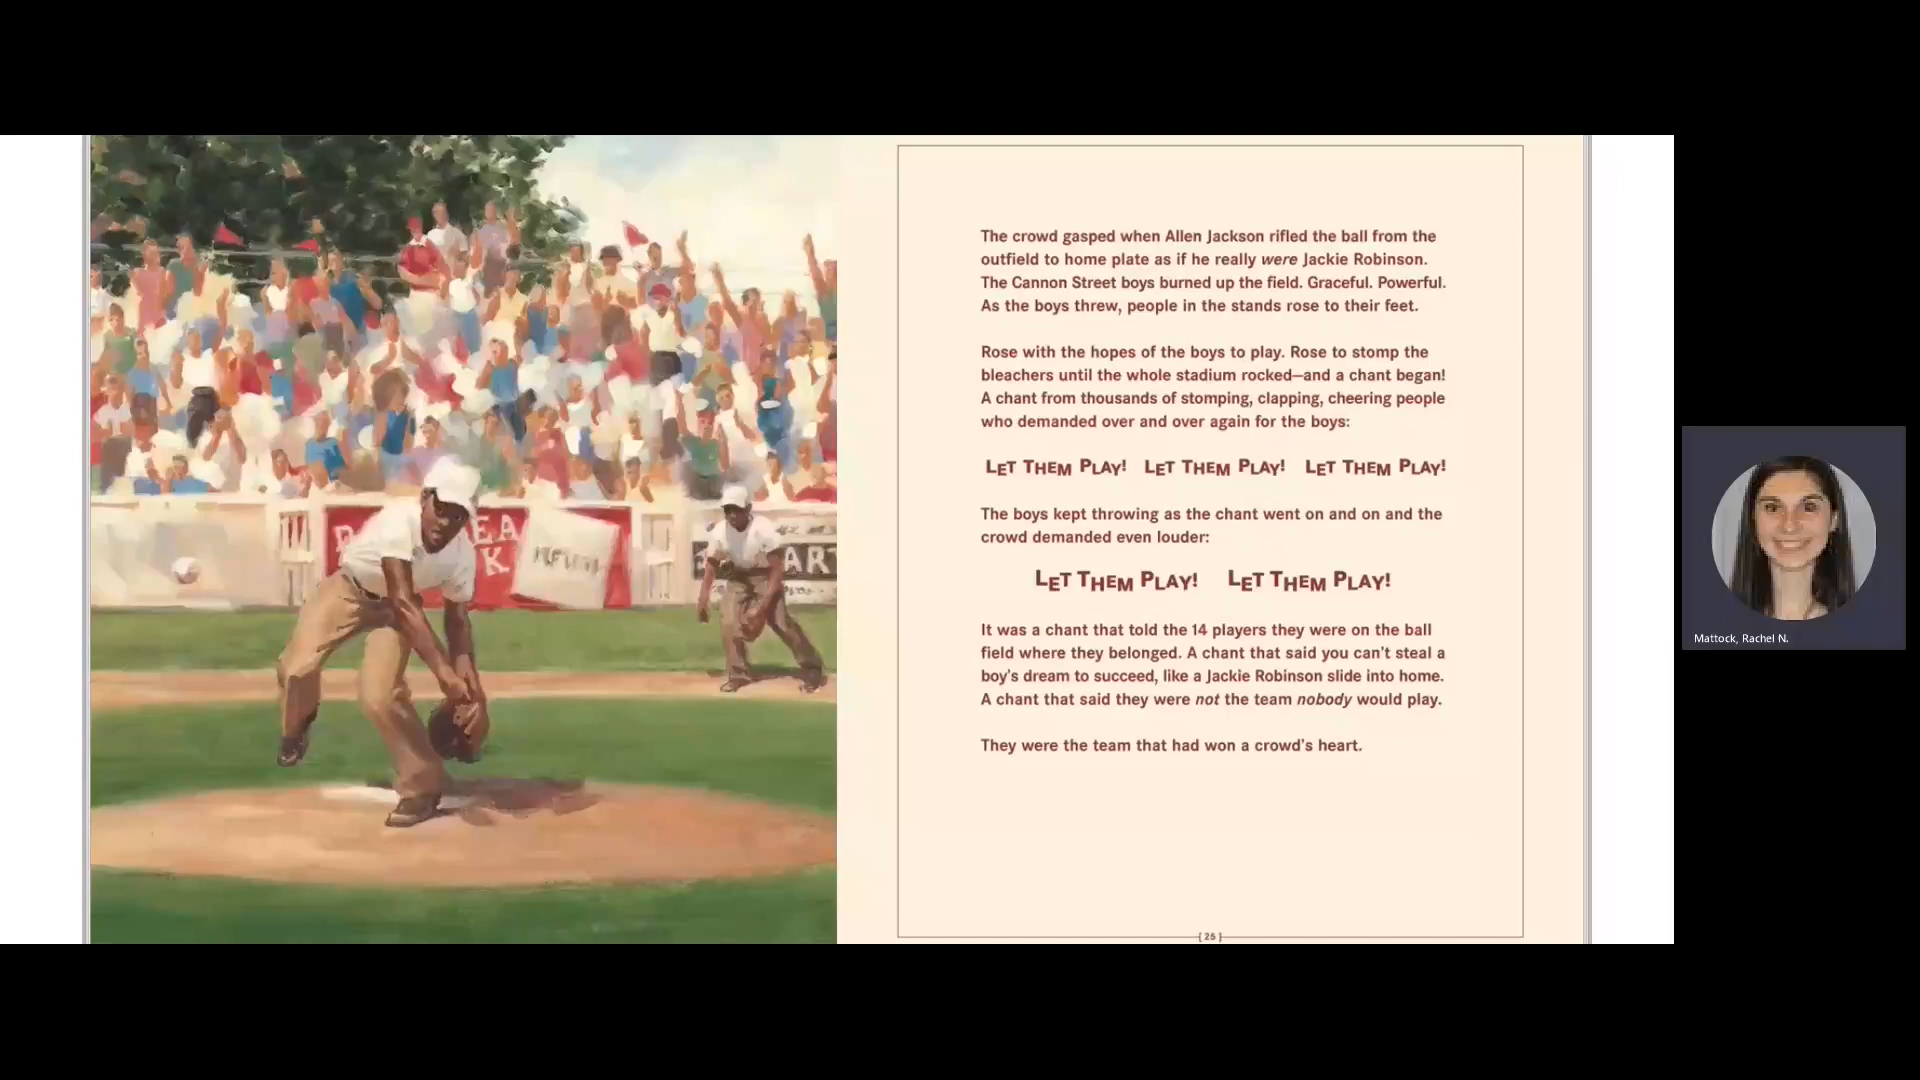 The crowd gasped when Allen Jackson rifled the ball from the
outfield to home plate as if he really were Jackie Robinson.
The Cannon Street boys burned up the field. Graceful. Powerful.
As the boys threw, people in the stands rose to their feet.
Rose with the hopes of the boys to play. Rose to stomp the
bleachers until the whole stadium rocked—and a chant began!
A chant from thousands of stomping, clapping, cheering people
who demanded over and over again for the boys:
LET THEM PLAY! LET THEM PLAY! LET THEM PLAY!
The boys kept throwing as the chant went on and on and the
crowd demanded even louder:
LET THEM PLAY! LET THEM PLAY!
It was a chant that told the 14 players they were on the ball
field where they belonged. A chant that said you can't steal a
boy's dream to succeed, like a Jackie Robinson slide into home.
A chant that said they were not the team nobody would play.
They were the team that had won a crowd's heart.
{ 25 }
Mattock, Rachel N.